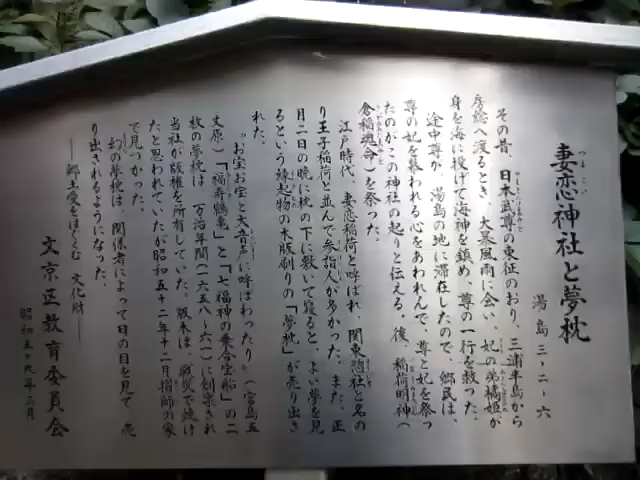 妻恋神社と夢枕
湯島三-二-六
その昔、日本武尊の東征のおり、三浦半島から
房総へ渡るとき、大暴風雨に会い、妃の弟橘姫が
身を海に投げて海神を鎮め、尊の一行を救った。
途中尊が、湯島の地に滞在したので、郷民は、
尊の妃を慕われる心をあわれんで、尊と妃を祭っ
たのがこの神社の起りと伝える。後、稲荷明神(
倉稲魂命)を祭った。
江戸時代、妻恋稲荷と呼ばれ、関東惣社と名の
り王子稲荷と並んで参詣人が多かった。また、正
月二日の晩に枕の下に敷いて寝ると、よい夢を見
るという縁起物の木版刷りの「夢枕」が売り出さ
れた。
〝お宝お宝と大音声に呼ばわったり〟(宮島五
丈原)「福寿鶴亀」と「七福神の乗合宝船」の二
枚の夢枕は、万治年間(一六五八〜六一)に創案され
当社が版権を所有していた。版木は、戦災で焼け
たと思われていたが昭和五十二年十二月摺師の家
で見つかった。
幻の夢枕は、関係者によって日の目を見て、売
り出されるようになった。
―郷土愛をはぐくむ文化財―
文京区教育委員会
昭和五十九年三月